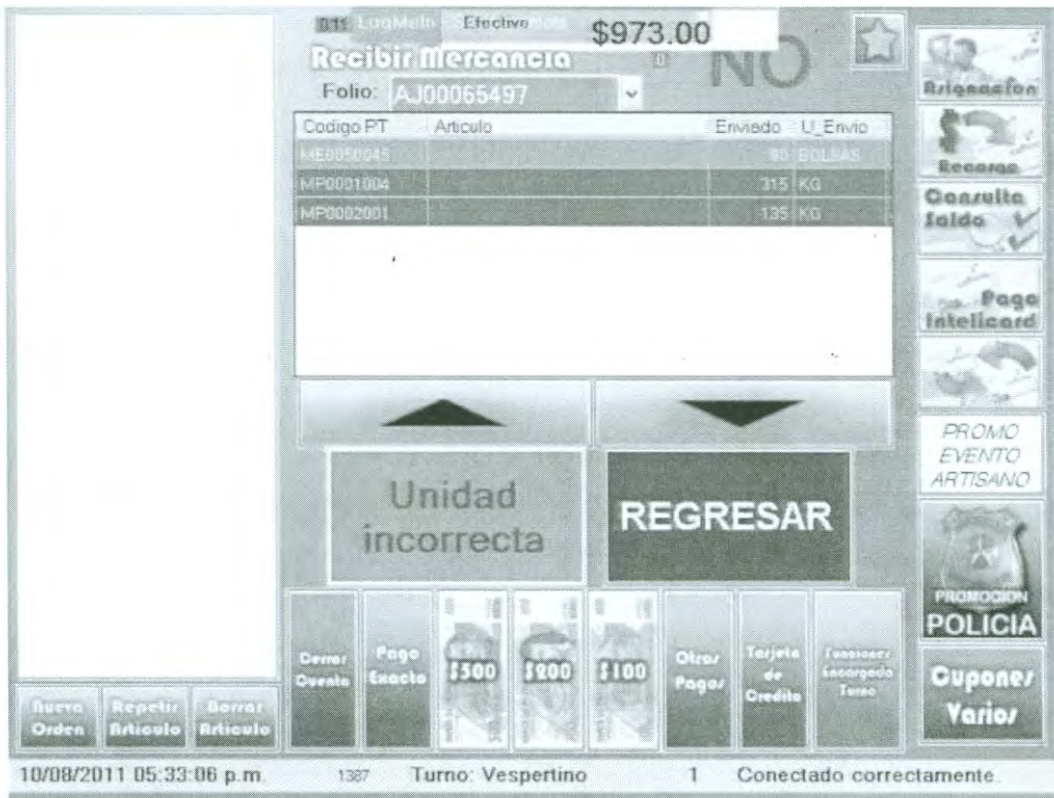 Efectivo
$973.00
NO
Recibir Mercancia
Folio: AJ00065497
Codigo PT Articulo Enviado U_Envio
ME0050045 80 BOLSAS
MP0001004 315 KG
MP0002001 135 KG
Unidad
incorrecta
REGRESAR
Cerrar
Cuenta
Pago
Exacto
$500
$200
$100
Otros
Pagos
Tarjeta
de
Credito
Funciones
Encargado
Turno
Nueva
Orden
Repetir
Articulo
Borrar
Articulo
Asignacion
Recarga
Consulta
Saldo
Pago
Intelicard
PROMO
EVENTO
ARTISANO
PROMOCION
POLICIA
Cupones
Varios
10/08/2011 05:33:06 p.m. 1387 Turno: Vespertino 1 Conectado correctamente.